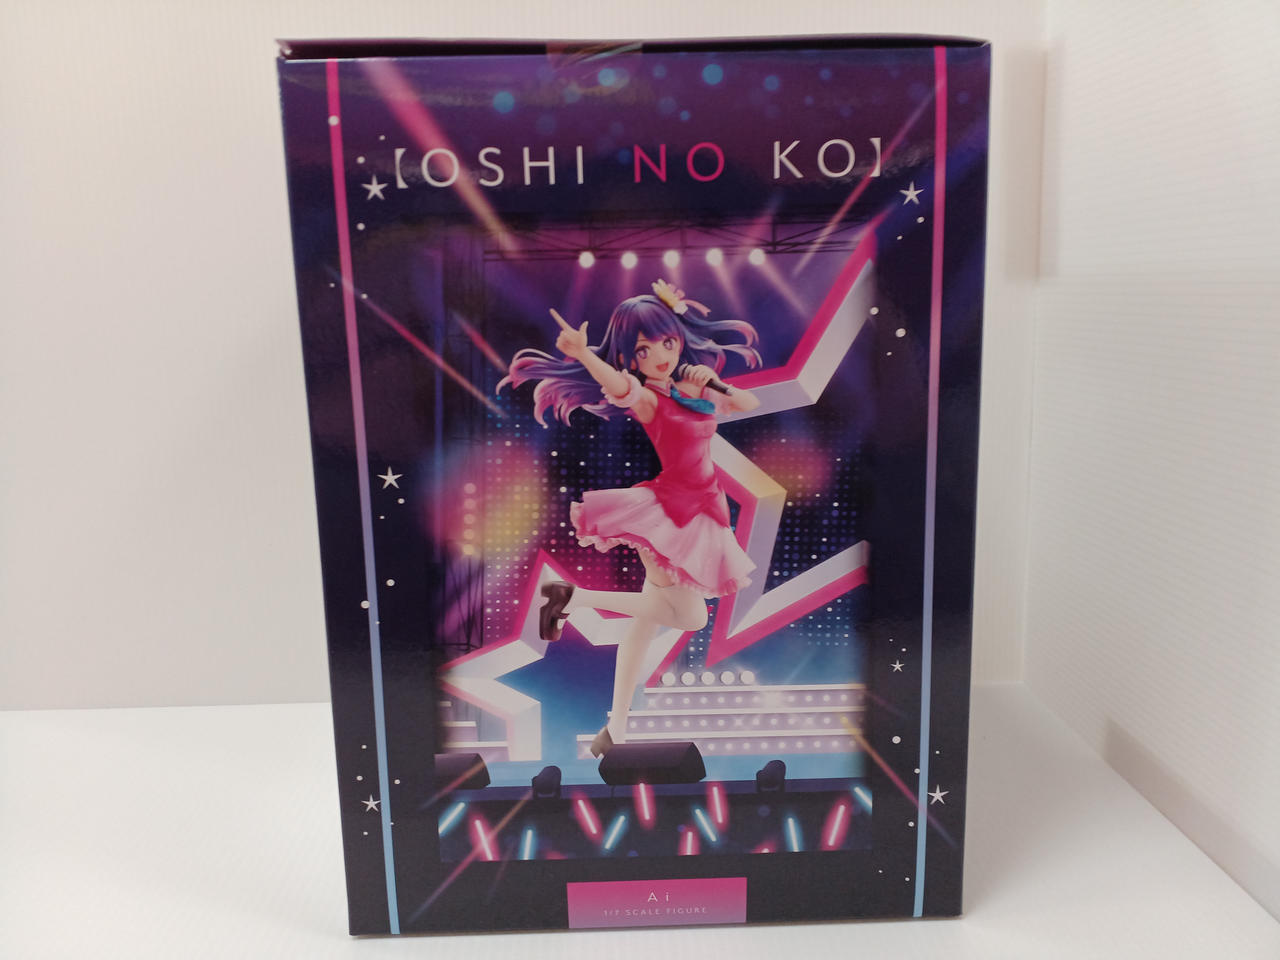 【OSHI NO KO】
Ai
1/7 SCALE FIGURE